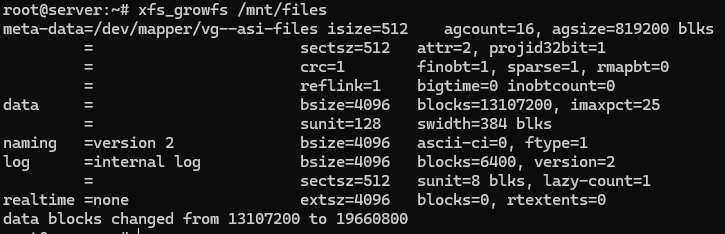 root@server:~# xfs_growfs /mnt/files
meta-data=/dev/mapper/vg--asi-files isize=512    agcount=16, agsize=819200 blks
         =                       sectsz=512   attr=2, projid32bit=1
         =                       crc=1        finobt=1, sparse=1, rmapbt=0
         =                       reflink=1    bigtime=0 inobtcount=0
data     =                       bsize=4096   blocks=13107200, imaxpct=25
         =                       sunit=128    swidth=384 blks
naming   =version 2              bsize=4096   ascii-ci=0, ftype=1
log      =internal log           bsize=4096   blocks=6400, version=2
         =                       sectsz=512   sunit=8 blks, lazy-count=1
realtime =none                   extsz=4096   blocks=0, rtextents=0
data blocks changed from 13107200 to 19660800